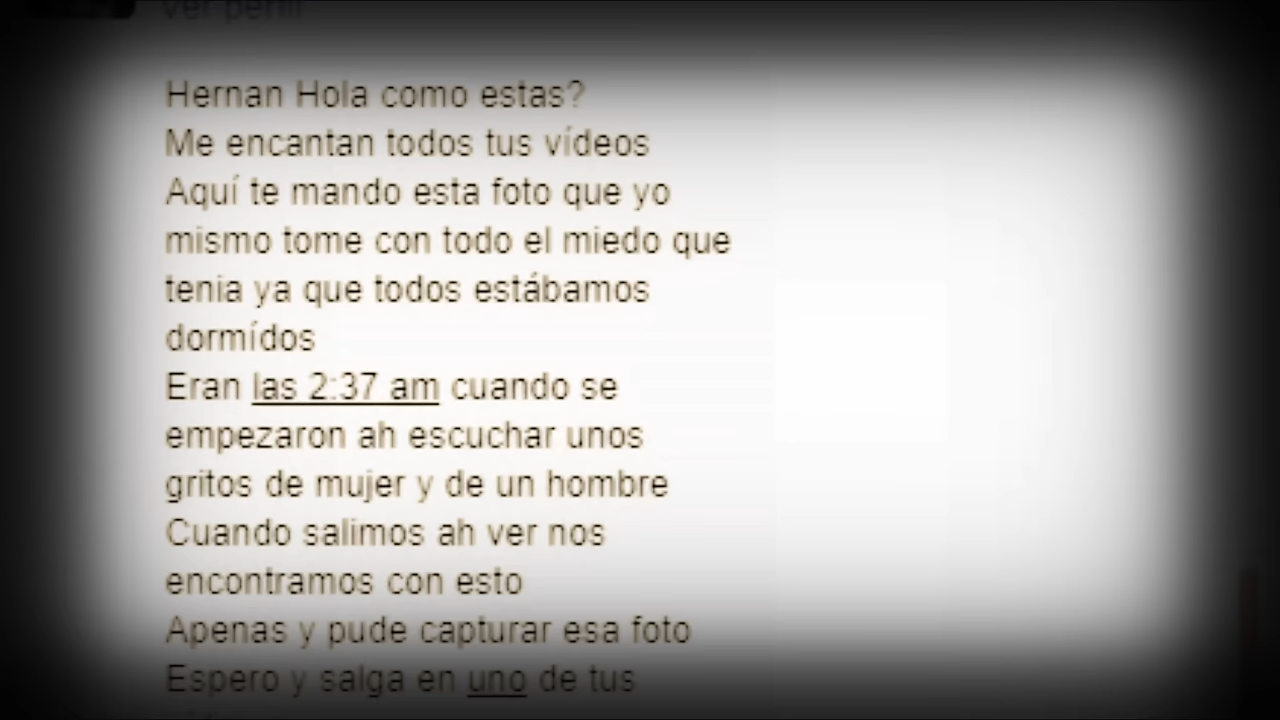 ver perfil
Hernan Hola como estas?
Me encantan todos tus vídeos
Aquí te mando esta foto que yo
mismo tome con todo el miedo que
tenia ya que todos estábamos
dormídos
Eran las 2:37 am cuando se
empezaron ah escuchar unos
gritos de mujer y de un hombre
Cuando salimos ah ver nos
encontramos con esto
Apenas y pude capturar esa foto
Espero y salga en uno de tus